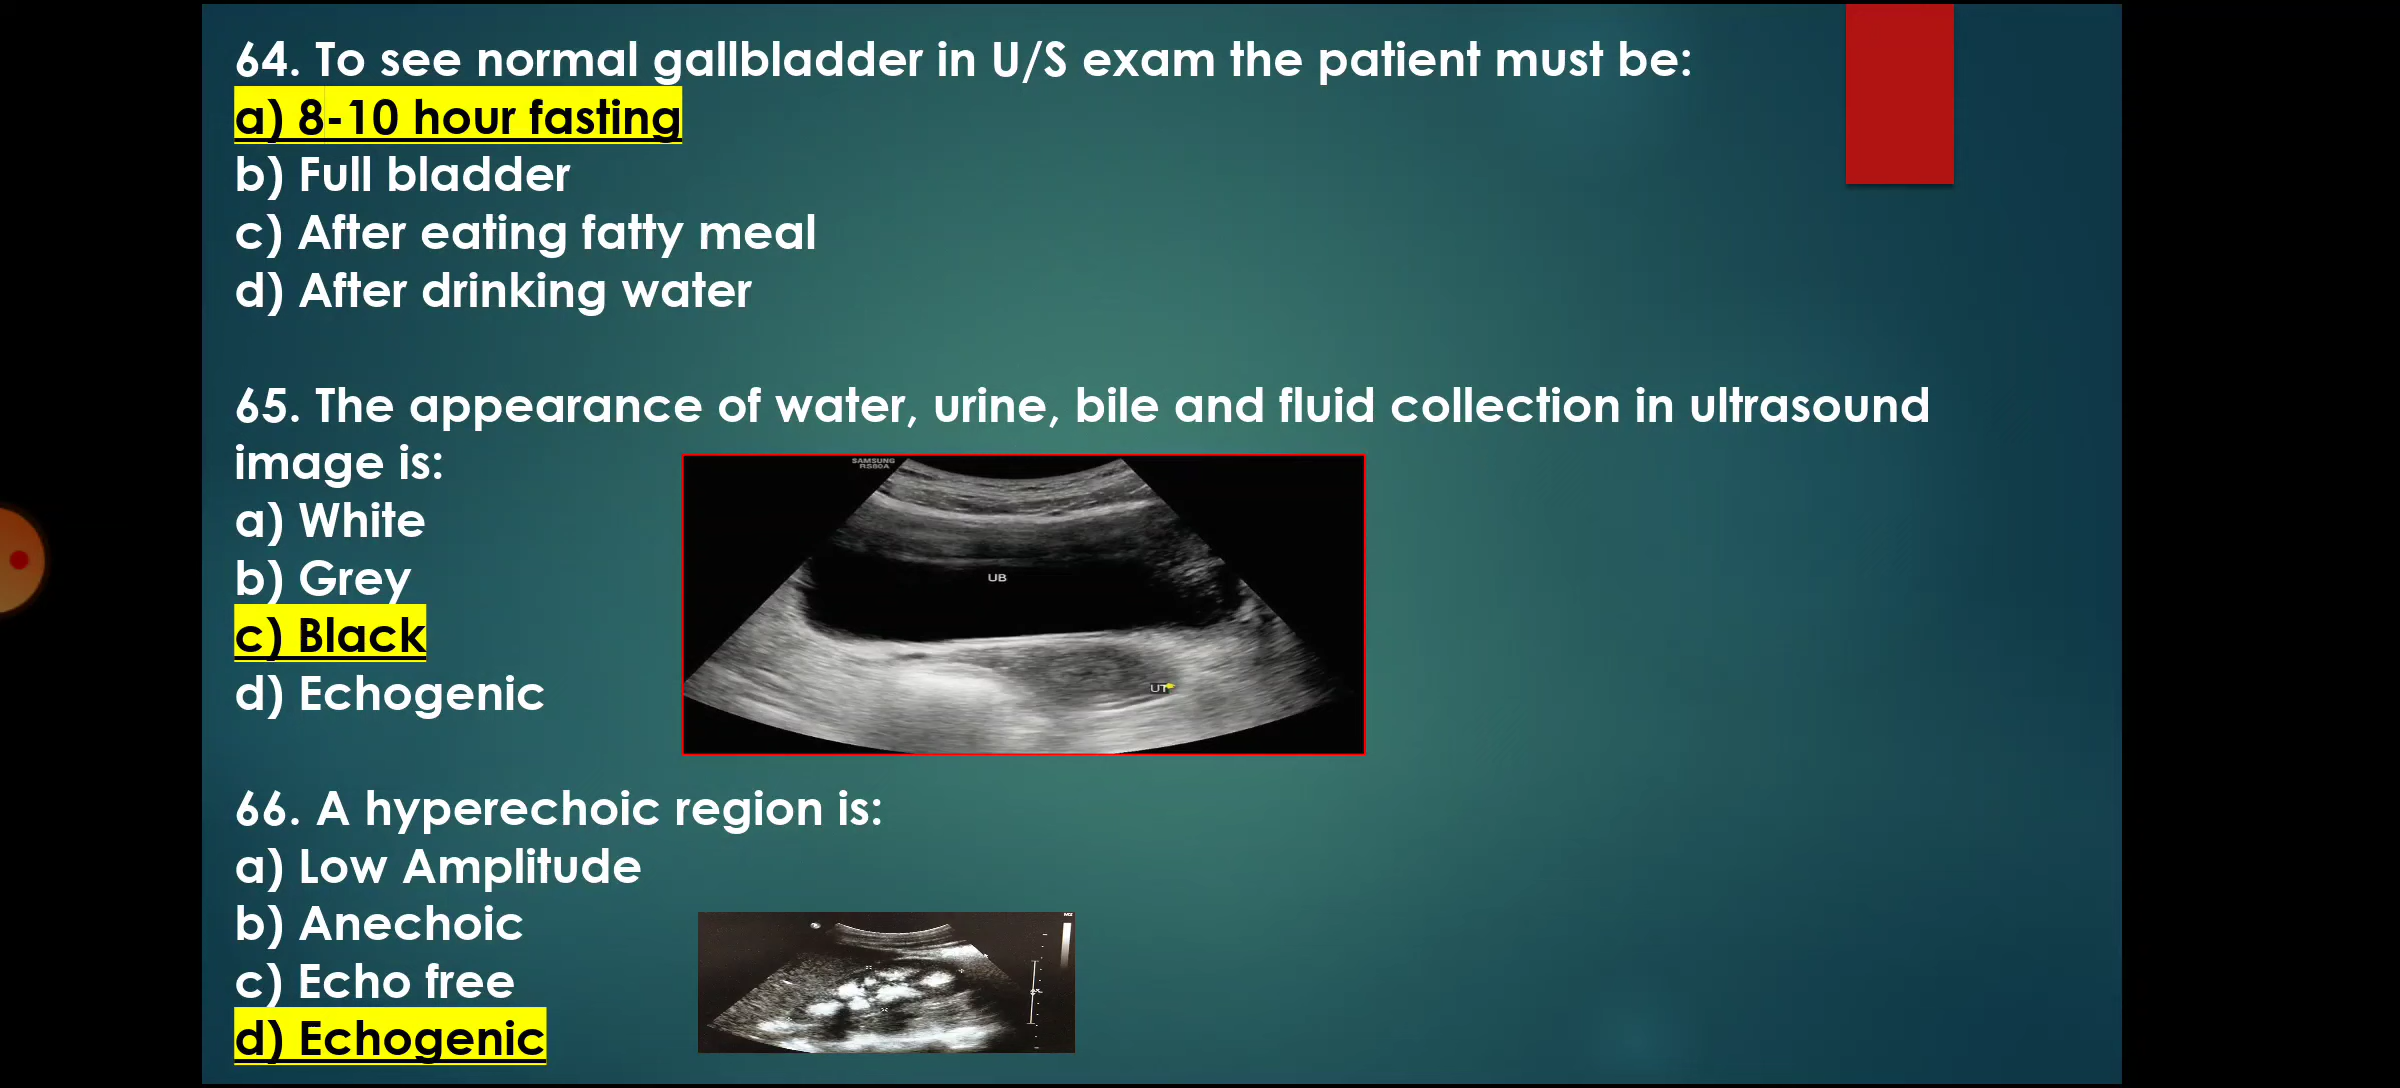 64. To see normal gallbladder in U/S exam the patient must be:
a) 8-10 hour fasting
b) Full bladder
c) After eating fatty meal
d) After drinking water
65. The appearance of water, urine, bile and fluid collection in ultrasound
image is:
a) White
b) Grey
c) Black
d) Echogenic
SAMSUNG
RS80A
UB
UT
66. A hyperechoic region is:
a) Low Amplitude
b) Anechoic
c) Echo free
d) Echogenic